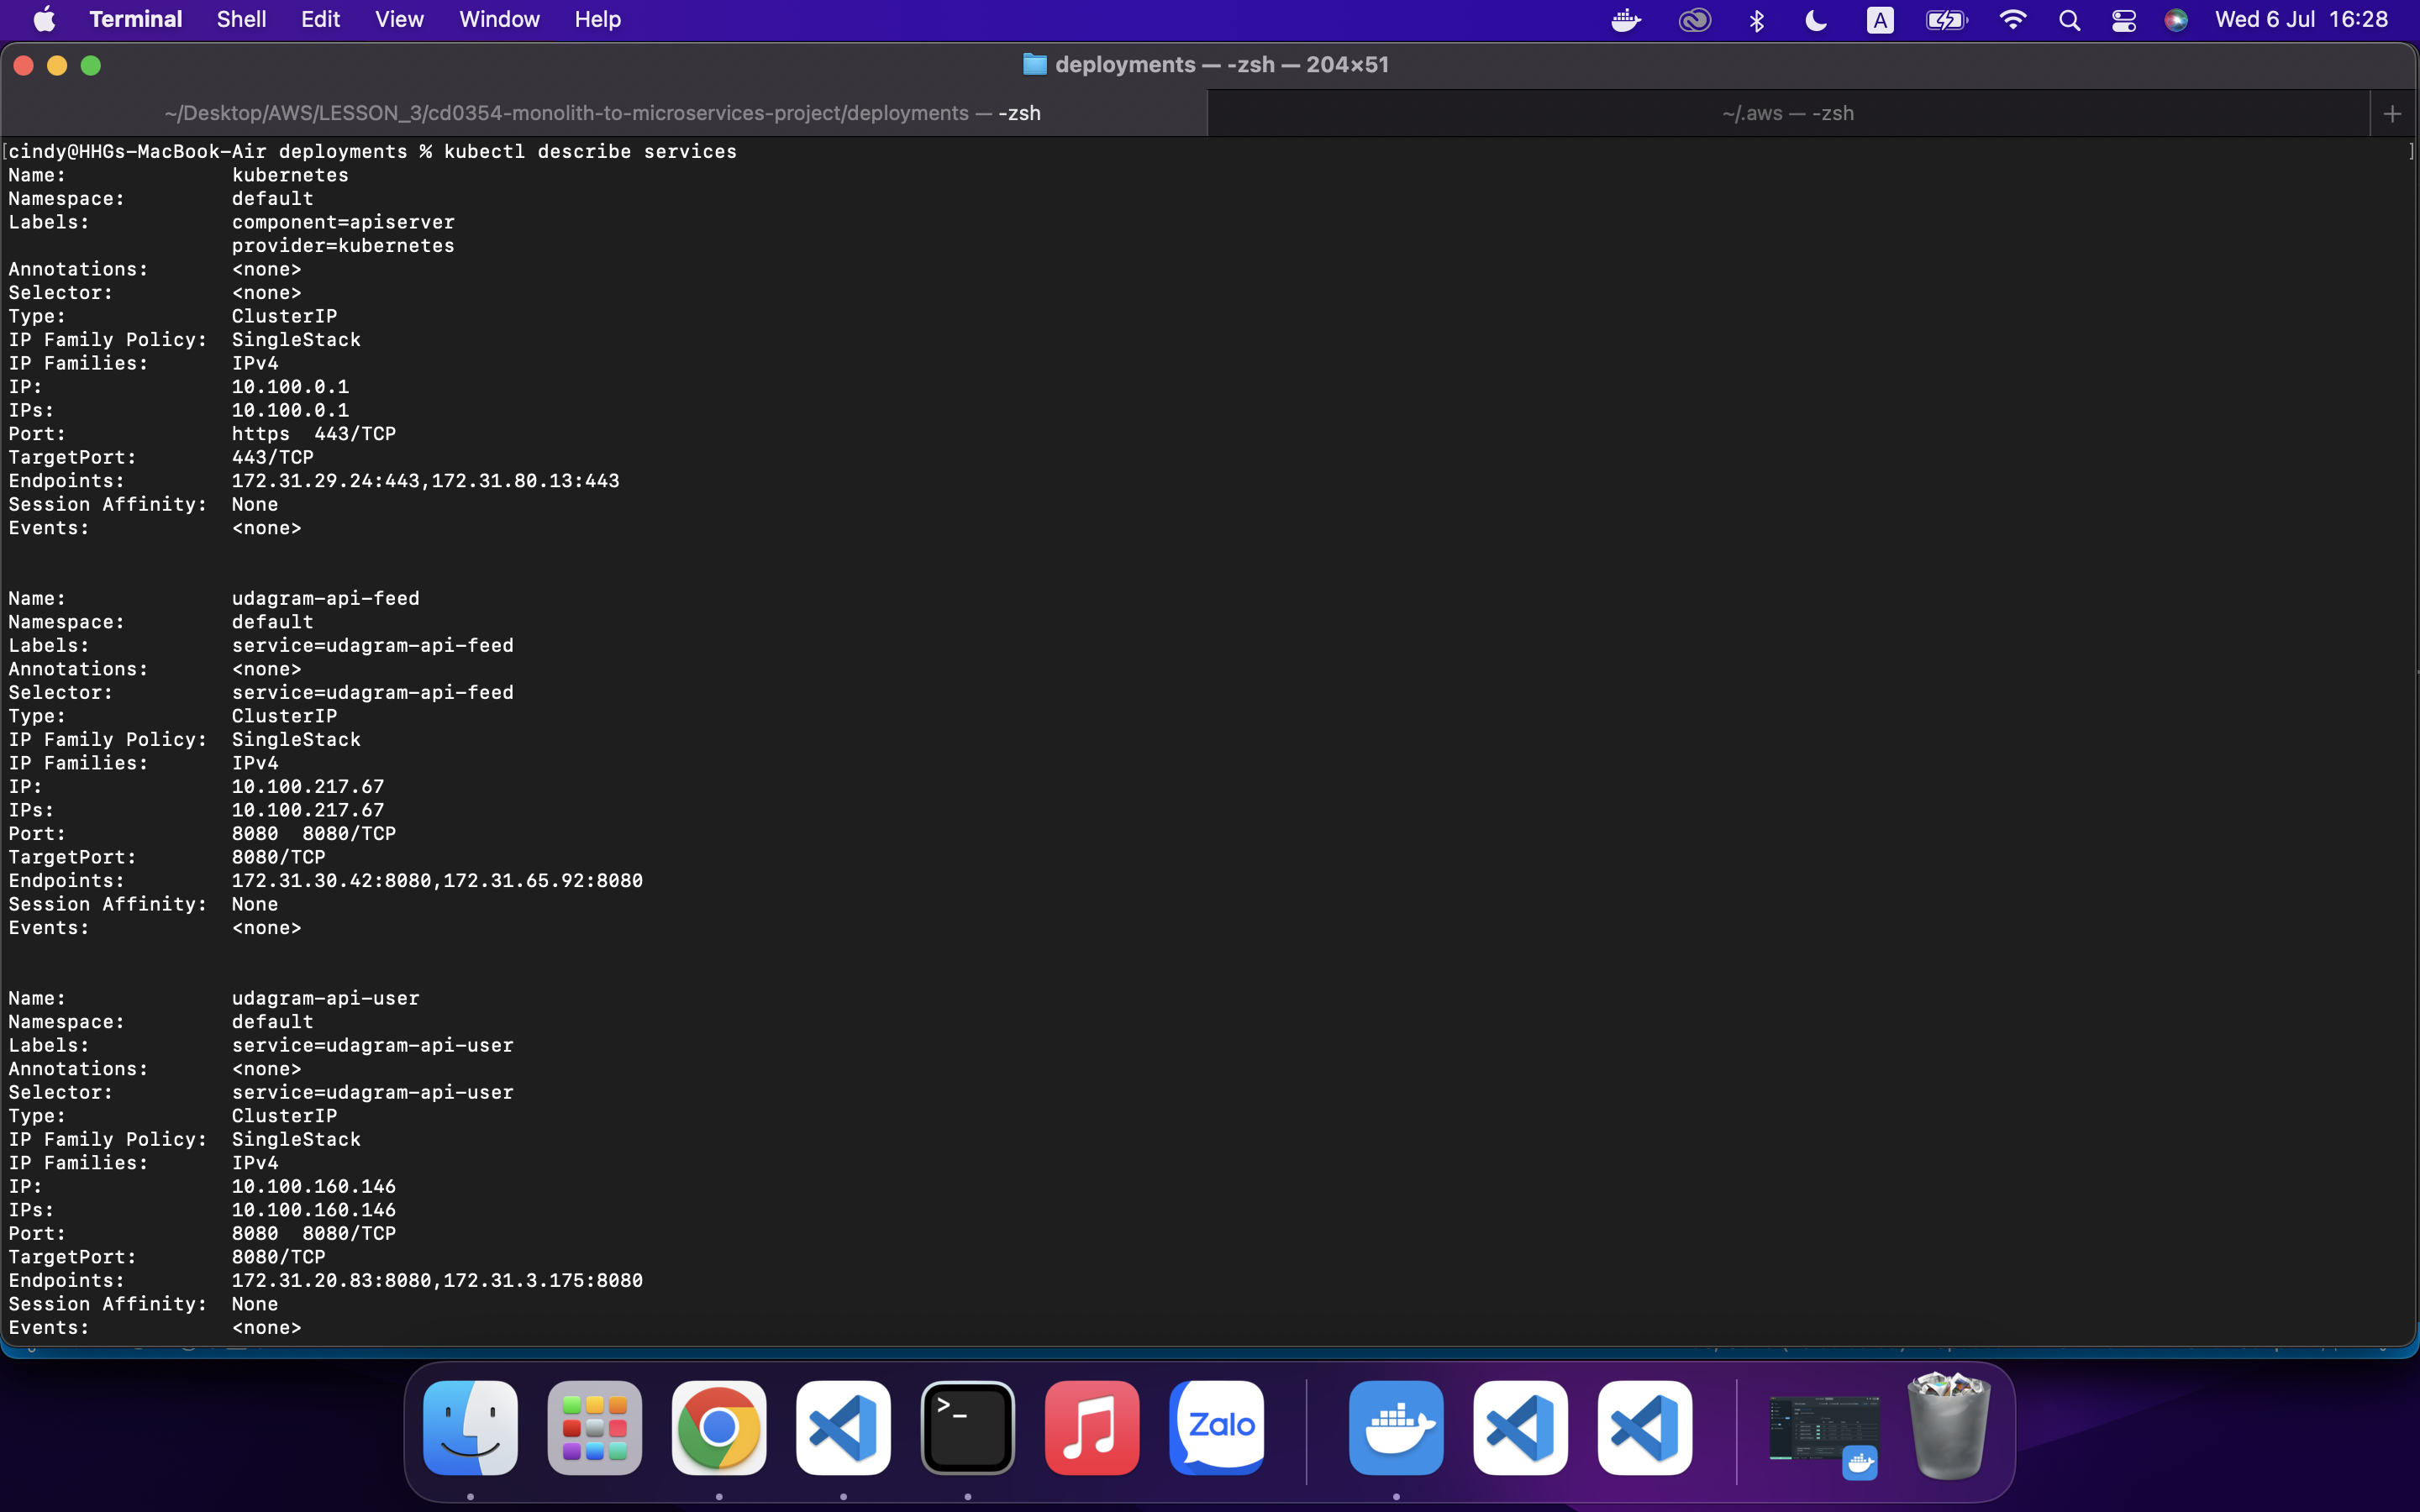 Terminal Shell Edit View Window Help A Wed 6 Jul 16:28
deployments — -zsh — 204×51
~/Desktop/AWS/LESSON_3/cd0354-monolith-to-microservices-project/deployments — -zsh
~/.aws — -zsh
[cindy@HHGs-MacBook-Air deployments % kubectl describe services ]
Name: kubernetes
Namespace: default
Labels: component=apiserver
provider=kubernetes
Annotations: <none>
Selector: <none>
Type: ClusterIP
IP Family Policy: SingleStack
IP Families: IPv4
IP: 10.100.0.1
IPs: 10.100.0.1
Port: https 443/TCP
TargetPort: 443/TCP
Endpoints: 172.31.29.24:443,172.31.80.13:443
Session Affinity: None
Events: <none>
Name: udagram-api-feed
Namespace: default
Labels: service=udagram-api-feed
Annotations: <none>
Selector: service=udagram-api-feed
Type: ClusterIP
IP Family Policy: SingleStack
IP Families: IPv4
IP: 10.100.217.67
IPs: 10.100.217.67
Port: 8080 8080/TCP
TargetPort: 8080/TCP
Endpoints: 172.31.30.42:8080,172.31.65.92:8080
Session Affinity: None
Events: <none>
Name: udagram-api-user
Namespace: default
Labels: service=udagram-api-user
Annotations: <none>
Selector: service=udagram-api-user
Type: ClusterIP
IP Family Policy: SingleStack
IP Families: IPv4
IP: 10.100.160.146
IPs: 10.100.160.146
Port: 8080 8080/TCP
TargetPort: 8080/TCP
Endpoints: 172.31.20.83:8080,172.31.3.175:8080
Session Affinity: None
Events: <none>
Zalo